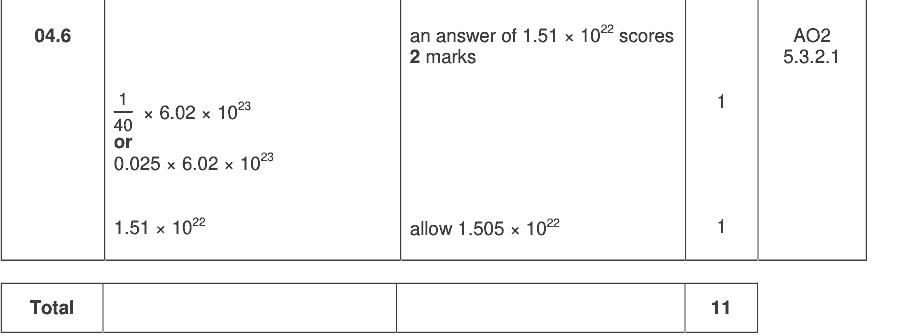 04.6
an answer of 1.51 × 10²² scores
2 marks
AO2
5.3.2.1
1/40 × 6.02 × 10²³
1
or
0.025 × 6.02 × 10²³
1.51 × 10²²
allow 1.505 × 10²²
1
Total
11